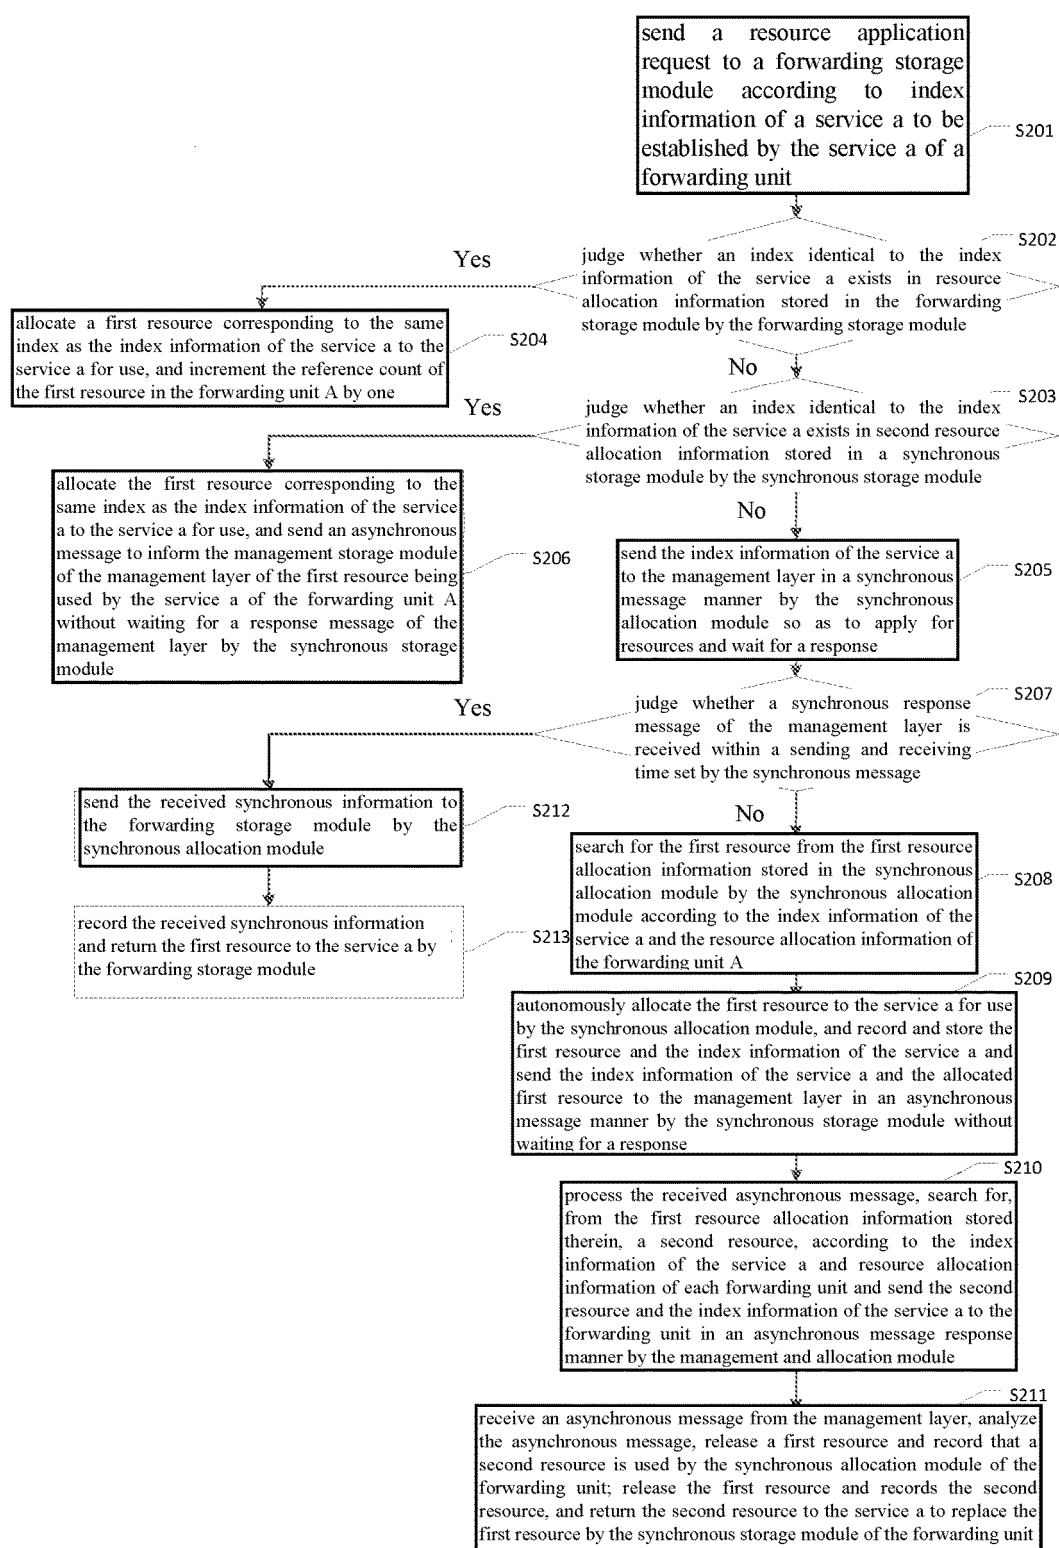 send a resource application
request to a forwarding storage
module according to index
information of a service a to be
established by the service a of a
forwarding unit
S201
S202
judge whether an index identical to the index
information of the service a exists in resource
allocation information stored in the forwarding
storage module by the forwarding storage module
Yes
allocate a first resource corresponding to the same
index as the index information of the service a to the
service a for use, and increment the reference count of
the first resource in the forwarding unit A by one
S204
No
S203
judge whether an index identical to the index
information of the service a exists in second resource
allocation information stored in a synchronous
storage module by the synchronous storage module
Yes
allocate the first resource corresponding to the
same index as the index information of the service
a to the service a for use, and send an asynchronous
message to inform the management storage module
of the management layer of the first resource being
used by the service a of the forwarding unit A
without waiting for a response message of the
management layer by the synchronous storage
module
S206
No
send the index information of the service a
to the management layer in a synchronous
message manner by the synchronous
allocation module so as to apply for
resources and wait for a response
S205
S207
judge whether a synchronous response
message of the management layer is
received within a sending and receiving
time set by the synchronous message
Yes
send the received synchronous information to
the forwarding storage module by the
synchronous allocation module
S212
record the received synchronous information
and return the first resource to the service a by
the forwarding storage module
S213
No
search for the first resource from the first resource
allocation information stored in the synchronous
allocation module by the synchronous allocation
module according to the index information of the
service a and the resource allocation information of
the forwarding unit A
S208
S209
autonomously allocate the first resource to the service a for use
by the synchronous allocation module, and record and store the
first resource and the index information of the service a and
send the index information of the service a and the allocated
first resource to the management layer in an asynchronous
message manner by the synchronous storage module without
waiting for a response
S210
process the received asynchronous message, search for,
from the first resource allocation information stored
therein, a second resource, according to the index
information of the service a and resource allocation
information of each forwarding unit and send the second
resource and the index information of the service a to the
forwarding unit in an asynchronous message response
manner by the management and allocation module
S211
receive an asynchronous message from the management layer, analyze
the asynchronous message, release a first resource and record that a
second resource is used by the synchronous allocation module of the
forwarding unit; release the first resource and records the second
resource, and return the second resource to the service a to replace the
first resource by the synchronous storage module of the forwarding unit